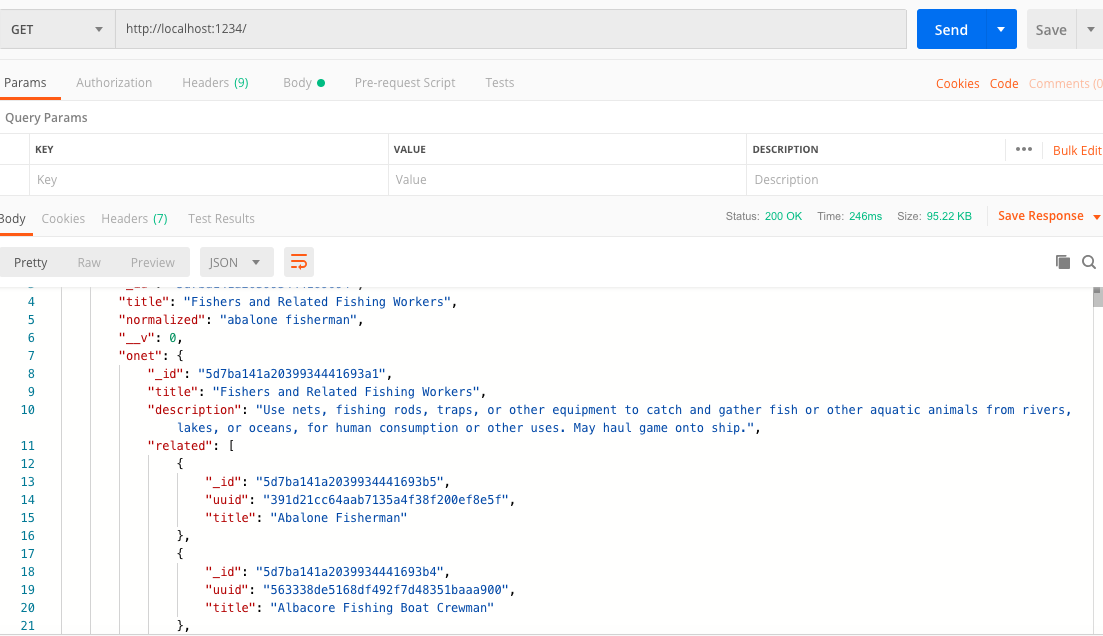 GET http://localhost:1234/ Send Save
Params Authorization Headers (9) Body Pre-request Script Tests Cookies Code Comments (0
Query Params
KEY VALUE DESCRIPTION ••• Bulk Edit
Key Value Description
Body Cookies Headers (7) Test Results Status: 200 OK Time: 246ms Size: 95.22 KB Save Response
Pretty Raw Preview JSON
4 "title": "Fishers and Related Fishing Workers",
5 "normalized": "abalone fisherman",
6 "__v": 0,
7 "onet": {
8 "_id": "5d7ba141a2039934441693a1",
9 "title": "Fishers and Related Fishing Workers",
10 "description": "Use nets, fishing rods, traps, or other equipment to catch and gather fish or other aquatic animals from rivers,
lakes, or oceans, for human consumption or other uses. May haul game onto ship.",
11 "related": [
12 {
13 "_id": "5d7ba141a2039934441693b5",
14 "uuid": "391d21cc64aab7135a4f38f200ef8e5f",
15 "title": "Abalone Fisherman"
16 },
17 {
18 "_id": "5d7ba141a2039934441693b4",
19 "uuid": "563338de5168df492f7d48351baaa900",
20 "title": "Albacore Fishing Boat Crewman"
21 },